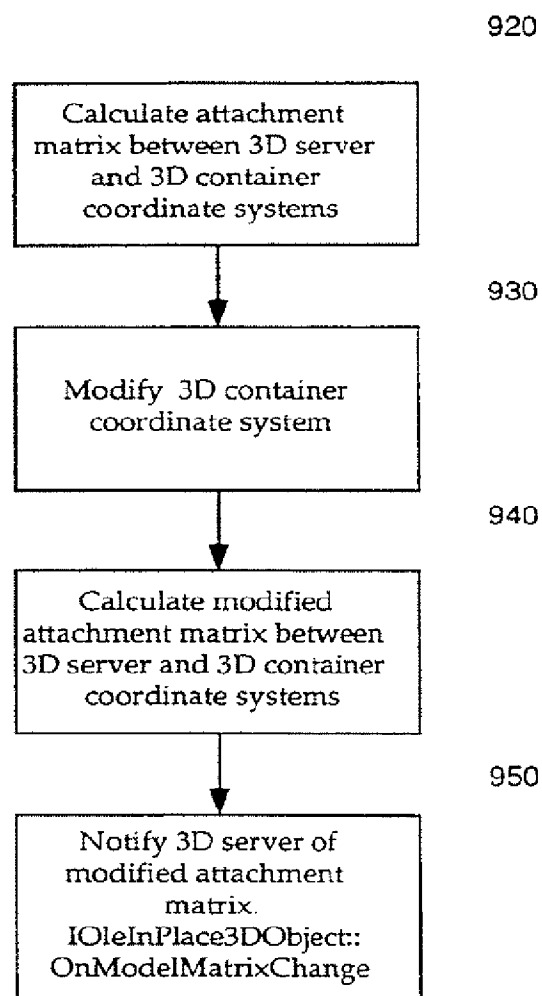 920
Calculate attachment
matrix between 3D server
and 3D container
coordinate systems
930
Modify 3D container
coordinate system
940
Calculate modified
attachment matrix between
3D server and 3D container
coordinate systems
950
Notify 3D server of
modified attachment
matrix.
IOleInPlace3DObject::
OnModelMatrixChange